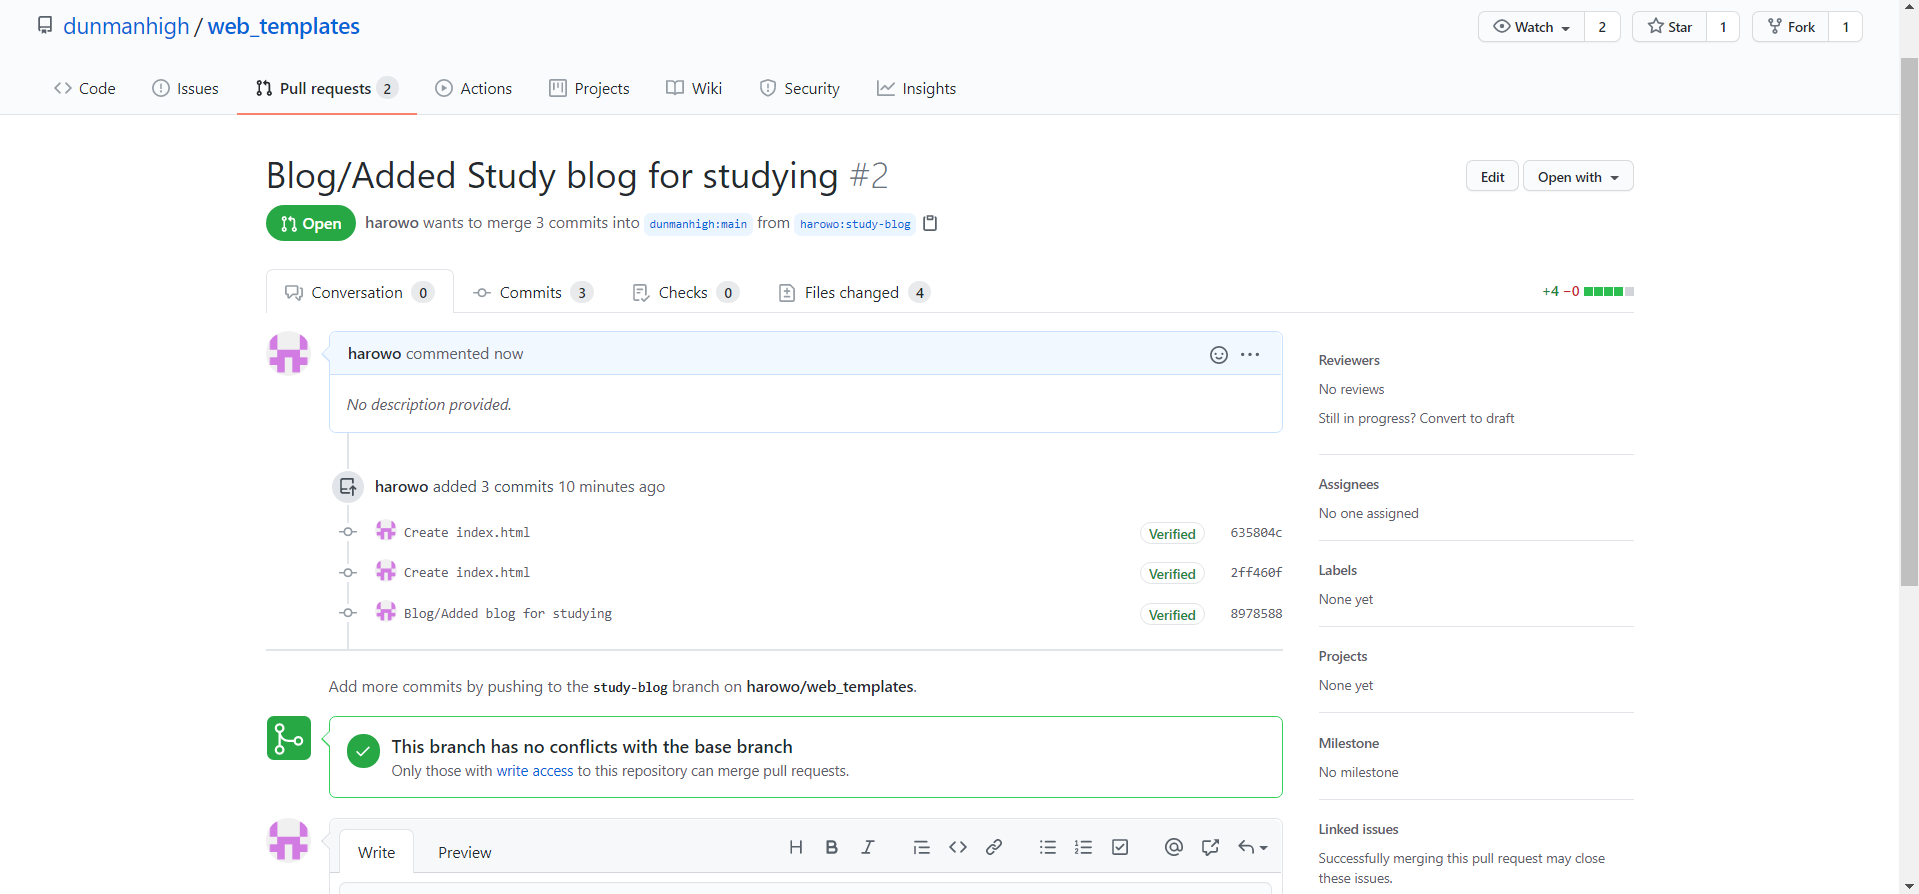 dunmanhigh / web_templates
Watch 2 Star 1 Fork 1
Code Issues Pull requests 2 Actions Projects Wiki Security Insights
Blog/Added Study blog for studying #2
Edit Open with
Open harowo wants to merge 3 commits into dunmanhigh:main from harowo:study-blog
Conversation 0 Commits 3 Checks 0 Files changed 4
+4 −0
harowo commented now
No description provided.
harowo added 3 commits 10 minutes ago
Create index.html Verified 635804c
Create index.html Verified 2ff460f
Blog/Added blog for studying Verified 8978588
Add more commits by pushing to the study-blog branch on harowo/web_templates.
This branch has no conflicts with the base branch
Only those with write access to this repository can merge pull requests.
Write Preview
H B I
Reviewers
No reviews
Still in progress? Convert to draft
Assignees
No one assigned
Labels
None yet
Projects
None yet
Milestone
No milestone
Linked issues
Successfully merging this pull request may close
these issues.